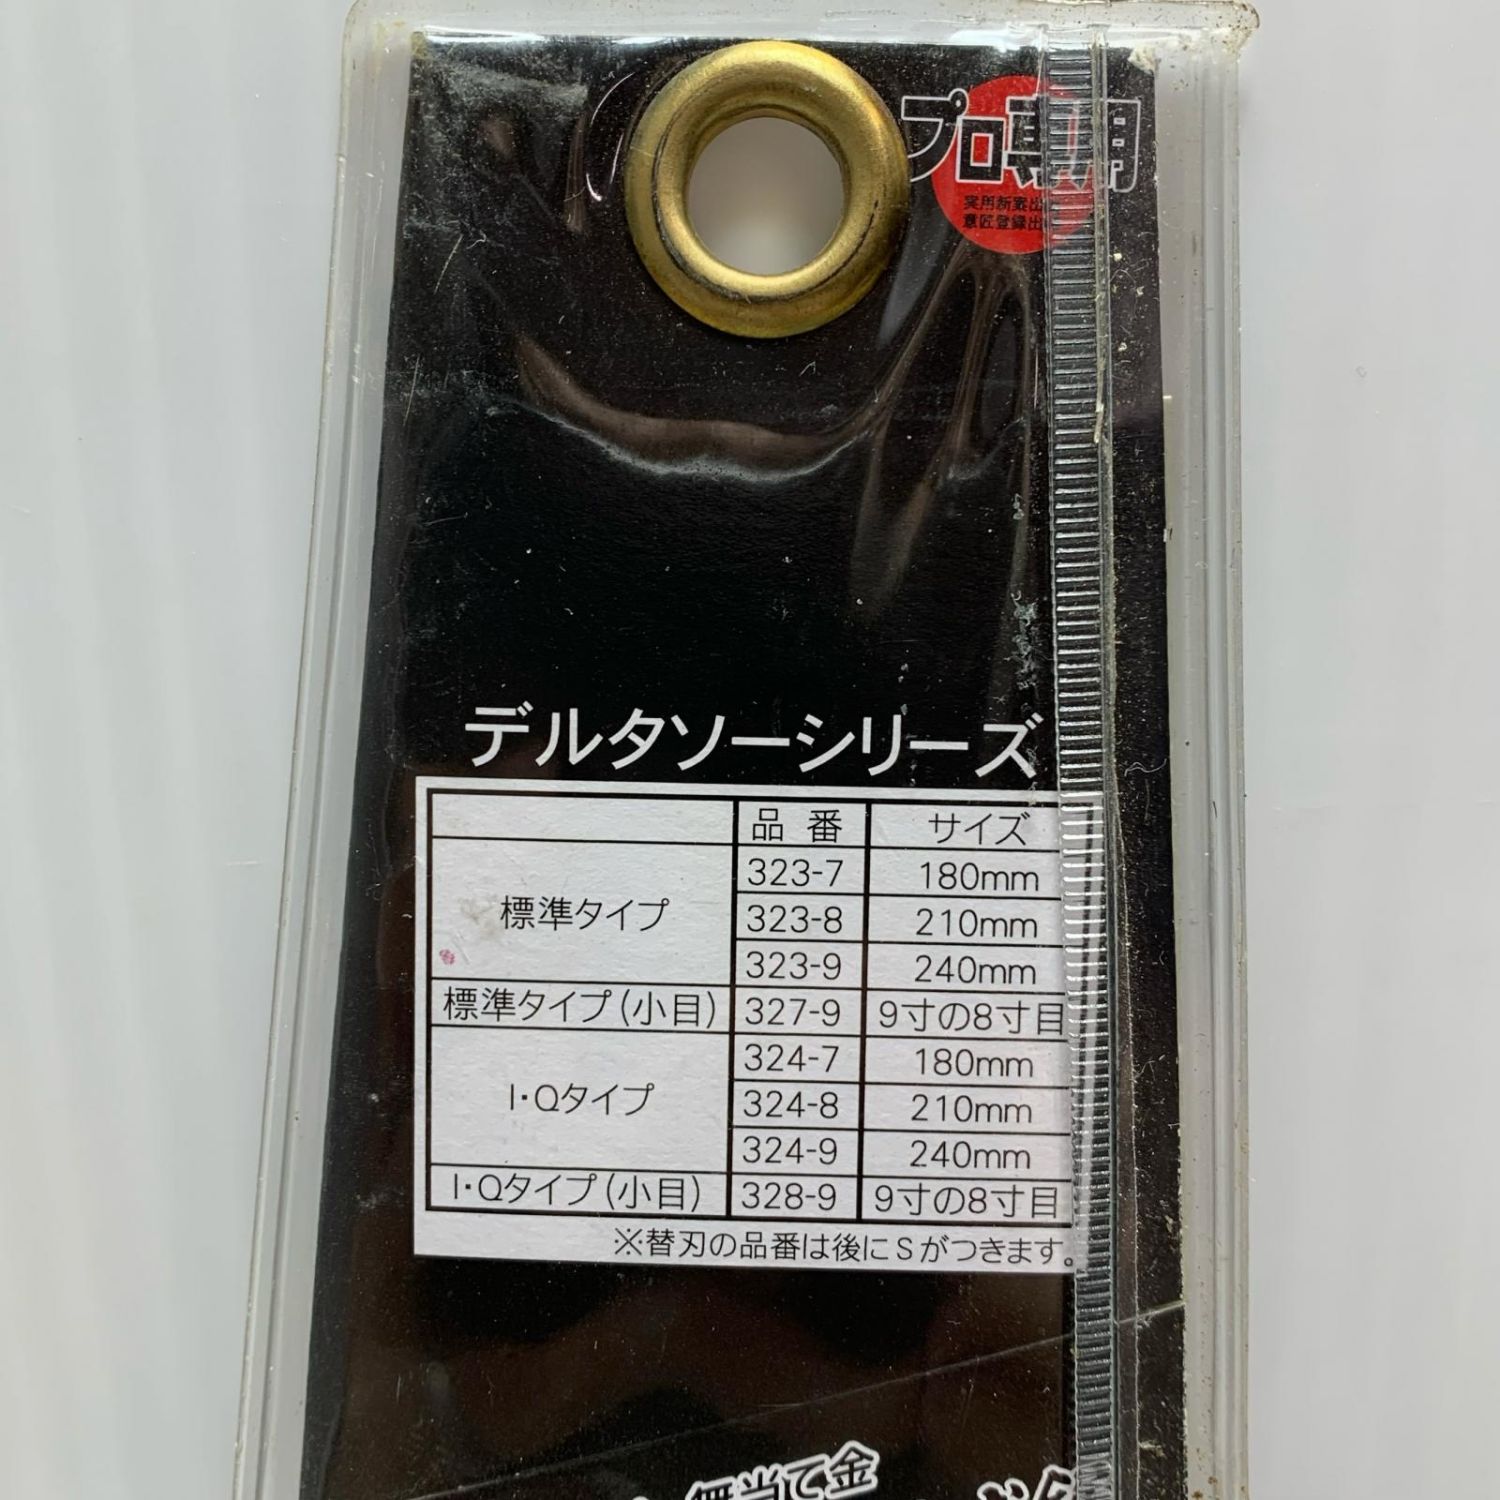 プロ専用
実用新案出
意匠登録出
デルタソーシリーズ
品番 サイズ
標準タイプ 323-7 180mm
323-8 210mm
323-9 240mm
標準タイプ(小目) 327-9 9寸の8寸目
I・Qタイプ 324-7 180mm
324-8 210mm
324-9 240mm
I・Qタイプ(小目) 328-9 9寸の8寸目
※替刃の品番は後にSがつきます。
当て金